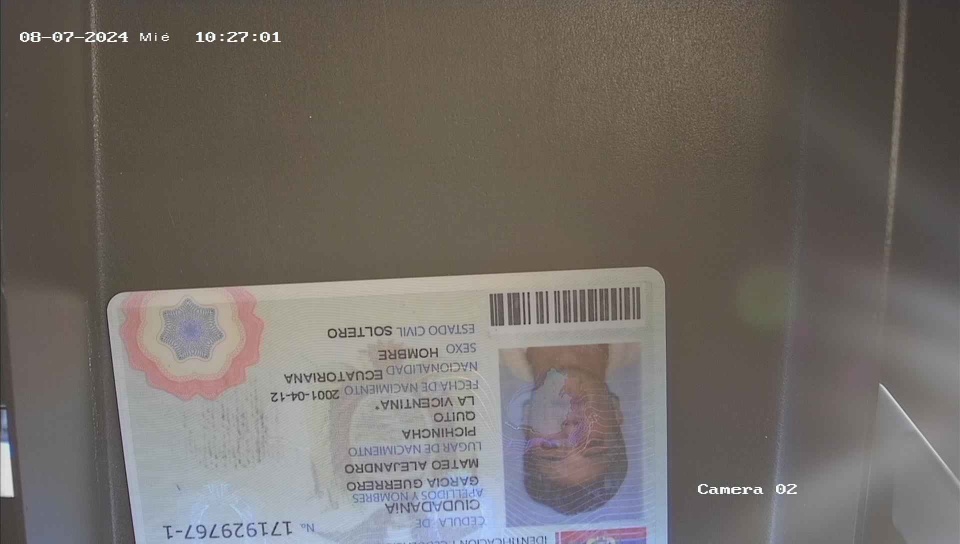 08-07-2024 Mié 10:27:01
IDENTIFICACIÓN Y
CÉDULA DE
CIUDADANÍA
No. 171929767-1
APELLIDOS Y NOMBRES
GARCIA GUERRERO
MATEO ALEJANDRO
LUGAR DE NACIMIENTO
PICHINCHA
QUITO
LA VICENTINA
FECHA DE NACIMIENTO 2001-04-12
NACIONALIDAD ECUATORIANA
SEXO HOMBRE
ESTADO CIVIL SOLTERO
Camera 02